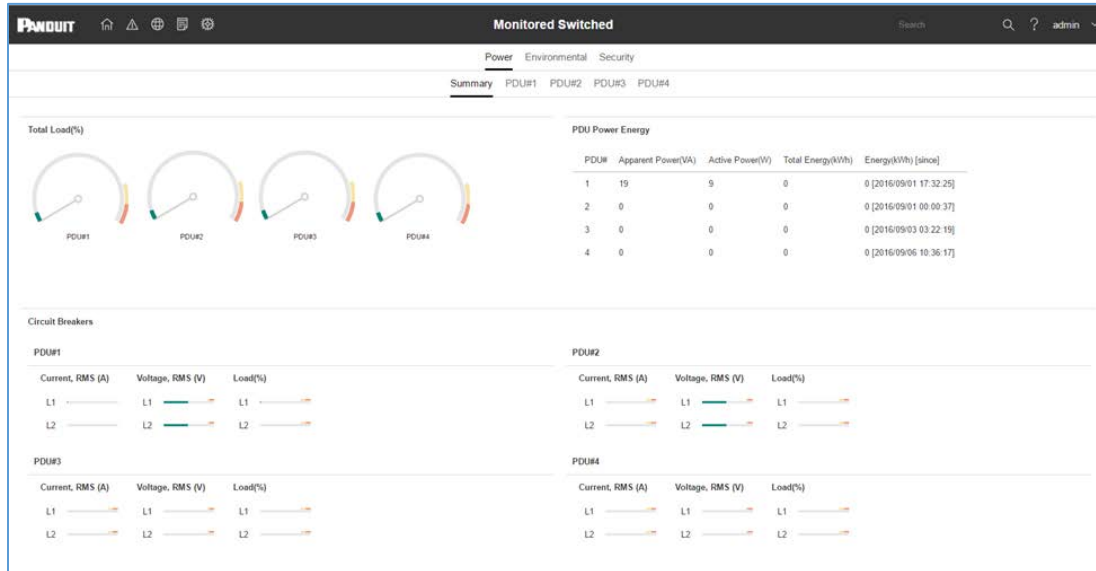 PANDUIT Monitored Switched Search ? admin
Power Environmental Security
Summary PDU#1 PDU#2 PDU#3 PDU#4
Total Load(%)
PDU#1 PDU#2 PDU#3 PDU#4
PDU Power Energy
PDU# Apparent Power(VA) Active Power(W) Total Energy(kWh) Energy(kWh) [since]
1 19 9 0 0 [2016/09/01 17:32:25]
2 0 0 0 0 [2016/09/01 00:00:37]
3 0 0 0 0 [2016/09/03 03:22:19]
4 0 0 0 0 [2016/09/06 10:36:17]
Circuit Breakers
PDU#1
Current, RMS (A) Voltage, RMS (V) Load(%)
L1 L1 L1
L2 L2 L2
PDU#2
Current, RMS (A) Voltage, RMS (V) Load(%)
L1 L1 L1
L2 L2 L2
PDU#3
Current, RMS (A) Voltage, RMS (V) Load(%)
L1 L1 L1
L2 L2 L2
PDU#4
Current, RMS (A) Voltage, RMS (V) Load(%)
L1 L1 L1
L2 L2 L2